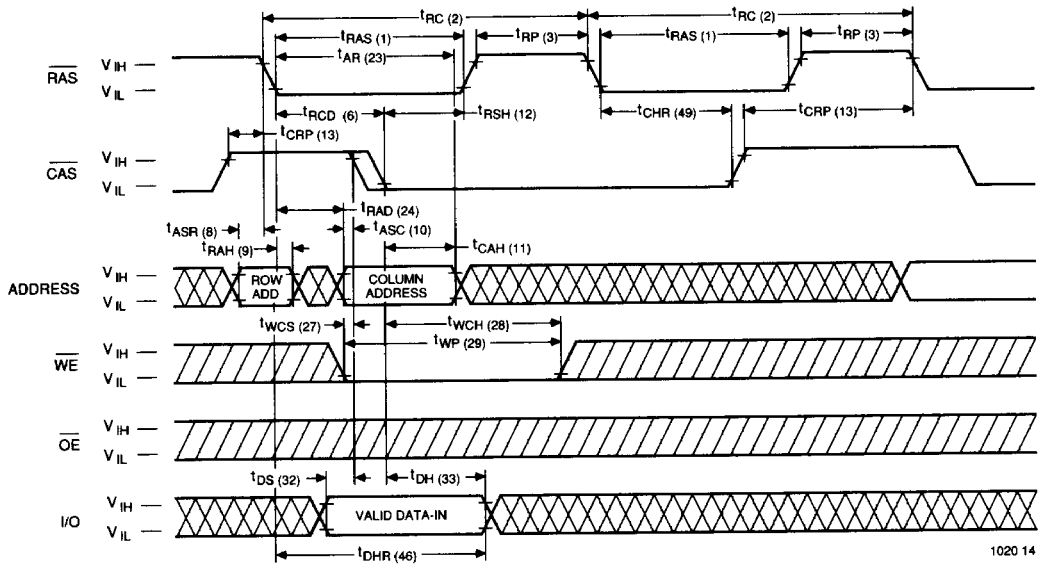 tRC (2) tRC (2)
tRAS (1) tRP (3) tRAS (1) tRP (3)
tAR (23)
RAS VIH
VIL
tRCD (6) tRSH (12) tCHR (49) tCRP (13)
tCRP (13)
CAS VIH
VIL
tRAD (24)
tASR (8) tASC (10)
tRAH (9) tCAH (11)
ADDRESS VIH
VIL
ROW ADD
COLUMN ADDRESS
tWCS (27) tWCH (28)
tWP (29)
WE VIH
VIL
OE VIH
VIL
tDS (32) tDH (33)
I/O VIH
VIL
VALID DATA-IN
tDHR (46)
1020 14